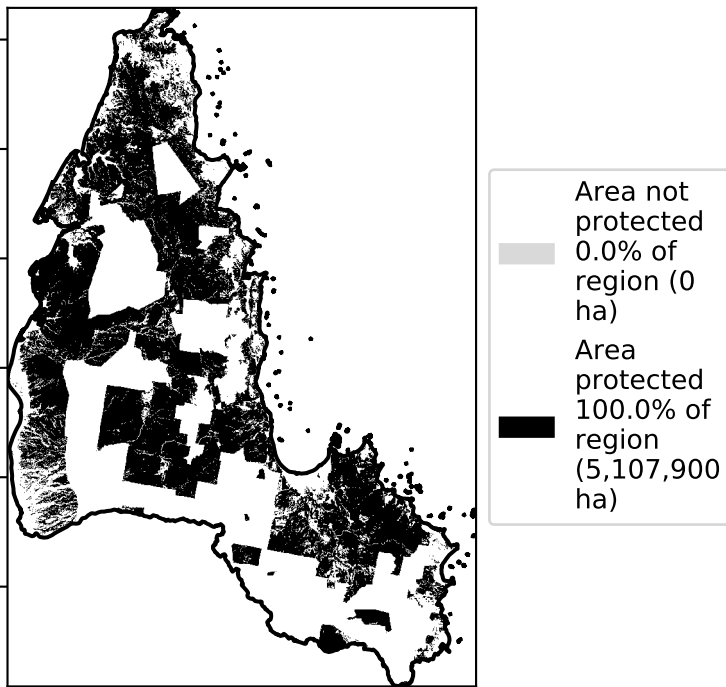 Area not
protected
0.0% of
region (0
ha)
Area
protected
100.0% of
region
(5,107,900
ha)